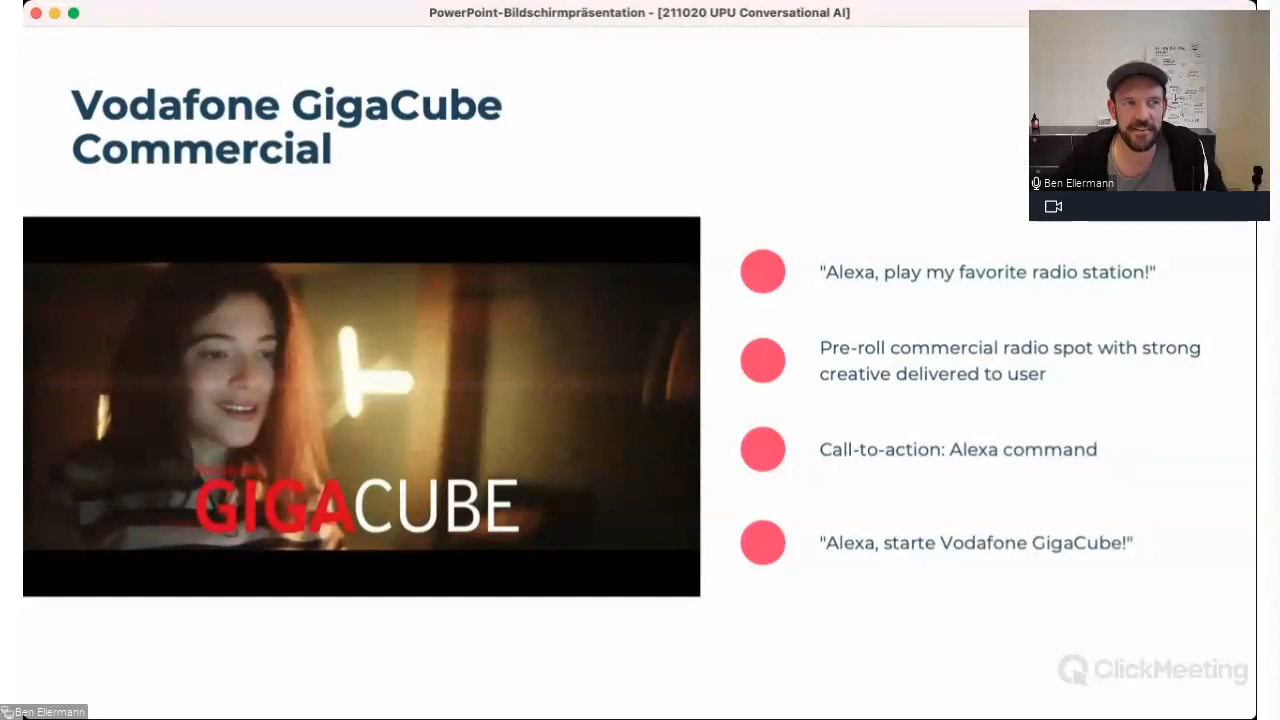 PowerPoint-Bildschirmpräsentation - [211020 UPU Conversational AI]
Vodafone GigaCube
Commercial
Ben Ellermann
"Alexa, play my favorite radio station!"
Pre-roll commercial radio spot with strong
creative delivered to user
Call-to-action: Alexa command
"Alexa, starte Vodafone GigaCube!"
GIGACUBE
ClickMeeting
Ben Ellermann